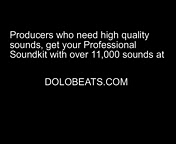 Producers who need high quality
sounds, get your Professional
Soundkit with over 11,000 sounds at
DOLOBEATS.COM